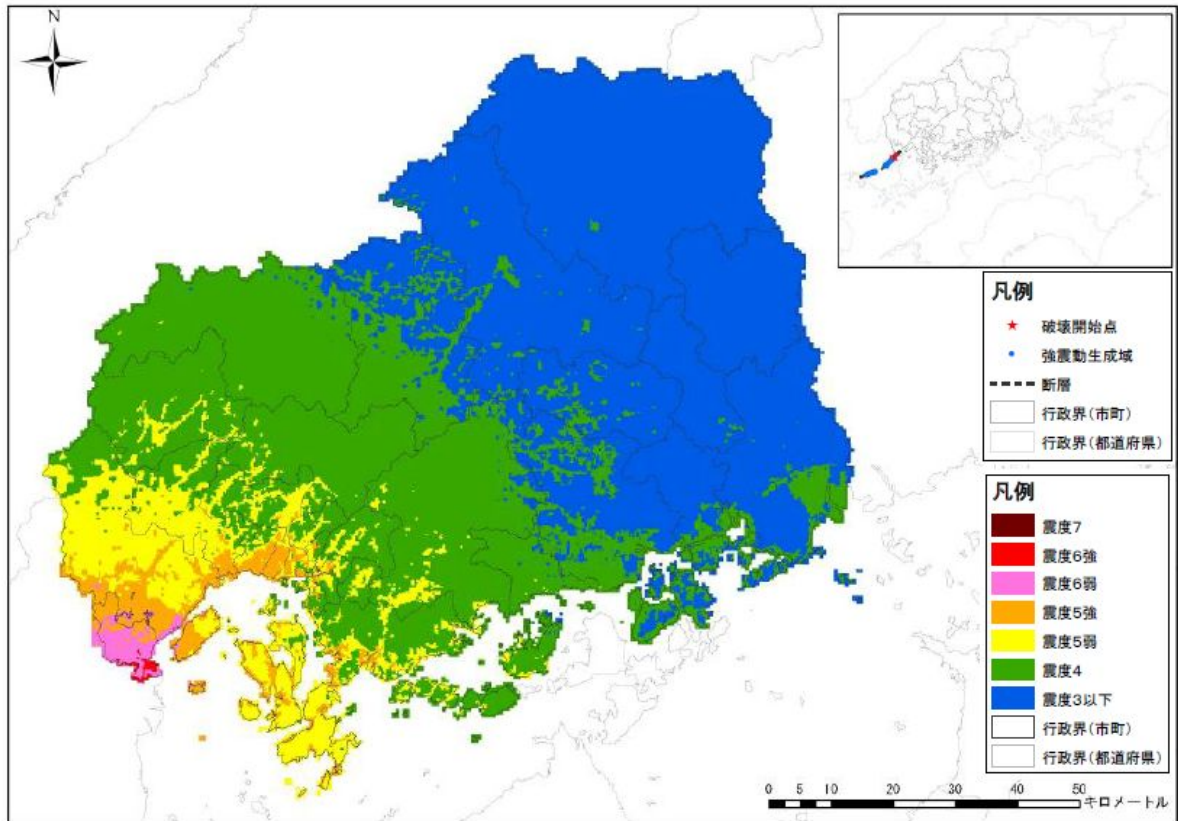 N
凡例
破壊開始点
強震動生成域
断層
行政界(市町)
行政界(都道府県)
凡例
震度7
震度6強
震度6弱
震度5強
震度5弱
震度4
震度3以下
行政界(市町)
行政界(都道府県)
0 5 10 20 30 40 50
キロメートル